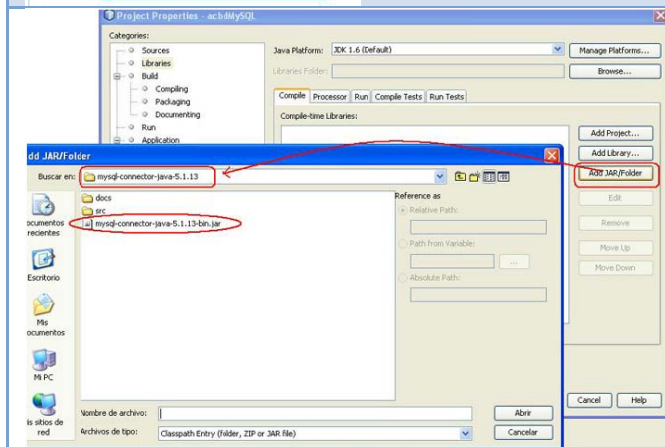 Project Properties - acbdMySQL
Categories:
Sources
Libraries
Build
Compiling
Packaging
Documenting
Run
Application
Java Platform: JDK 1.6 (Default)
Manage Platforms...
Libraries Folder:
Browse...
Compile Processor Run Compile Tests Run Tests
Compile-time Libraries:
Add Project...
Add Library...
Add JAR/Folder
Edit
Remove
Move Up
Move Down
Cancel Help
dd JAR/Folder
Buscar en: mysql-connector-java-5.1.13
docs
src
mysql-connector-java-5.1.13-bin.jar
ocumentos
recientes
Escritorio
Mis
ocumentos
Mi PC
is sitios de
red
Reference as
Relative Path:
Path from Variable:
...
Absolute Path:
Nombre de archivo:
Abrir
Archivos de tipo: Classpath Entry (folder, ZIP or JAR file)
Cancelar